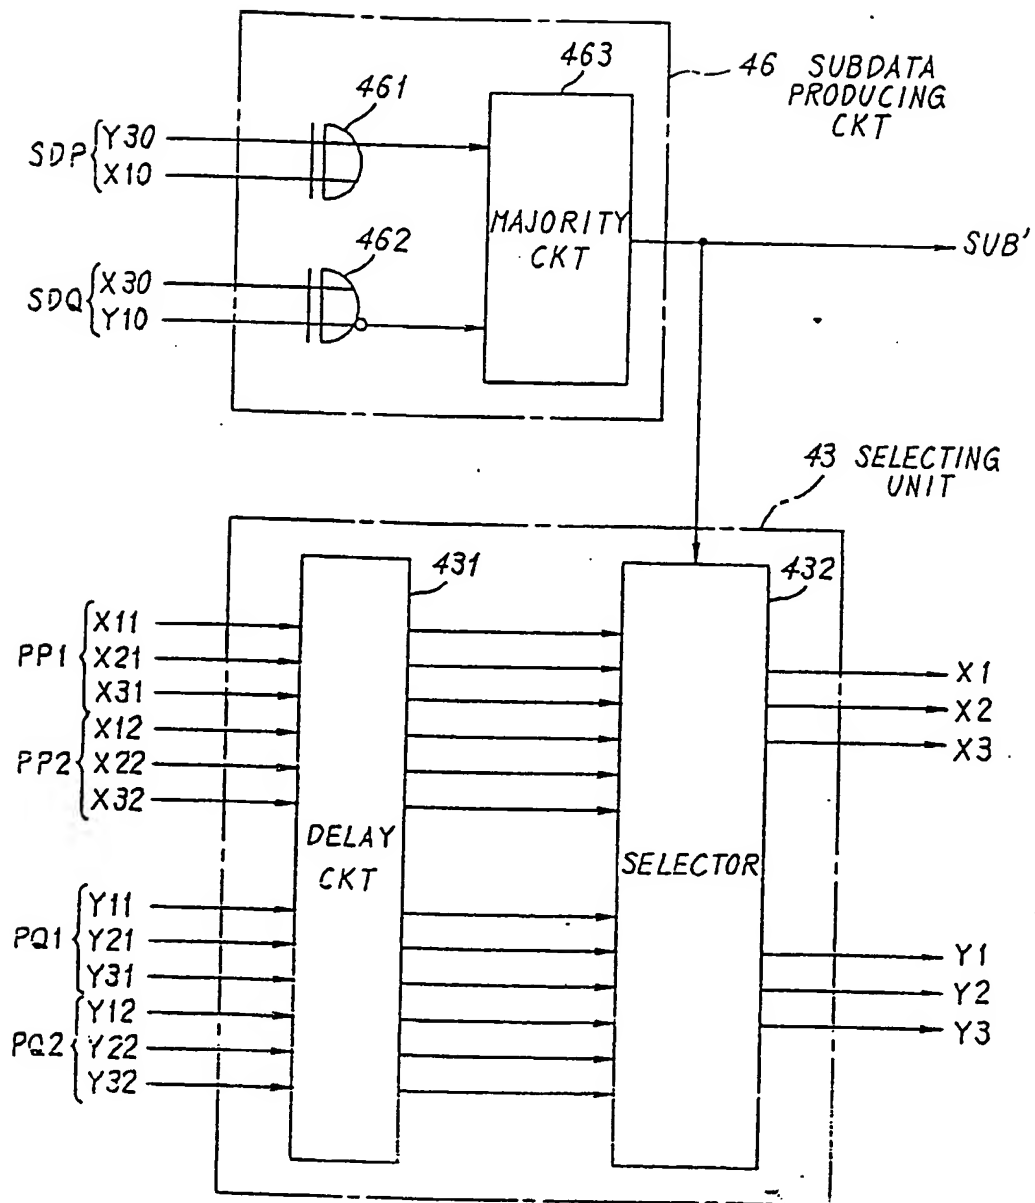 46 SUBDATA
PRODUCING
CKT
461
463
SDP
Y30
X10
MAJORITY
CKT
SUB'
462
SDQ
X30
Y10
43 SELECTING
UNIT
431
432
PP1
X11
X21
X31
PP2
X12
X22
X32
X1
X2
X3
DELAY
CKT
SELECTOR
PQ1
Y11
Y21
Y31
PQ2
Y12
Y22
Y32
Y1
Y2
Y3